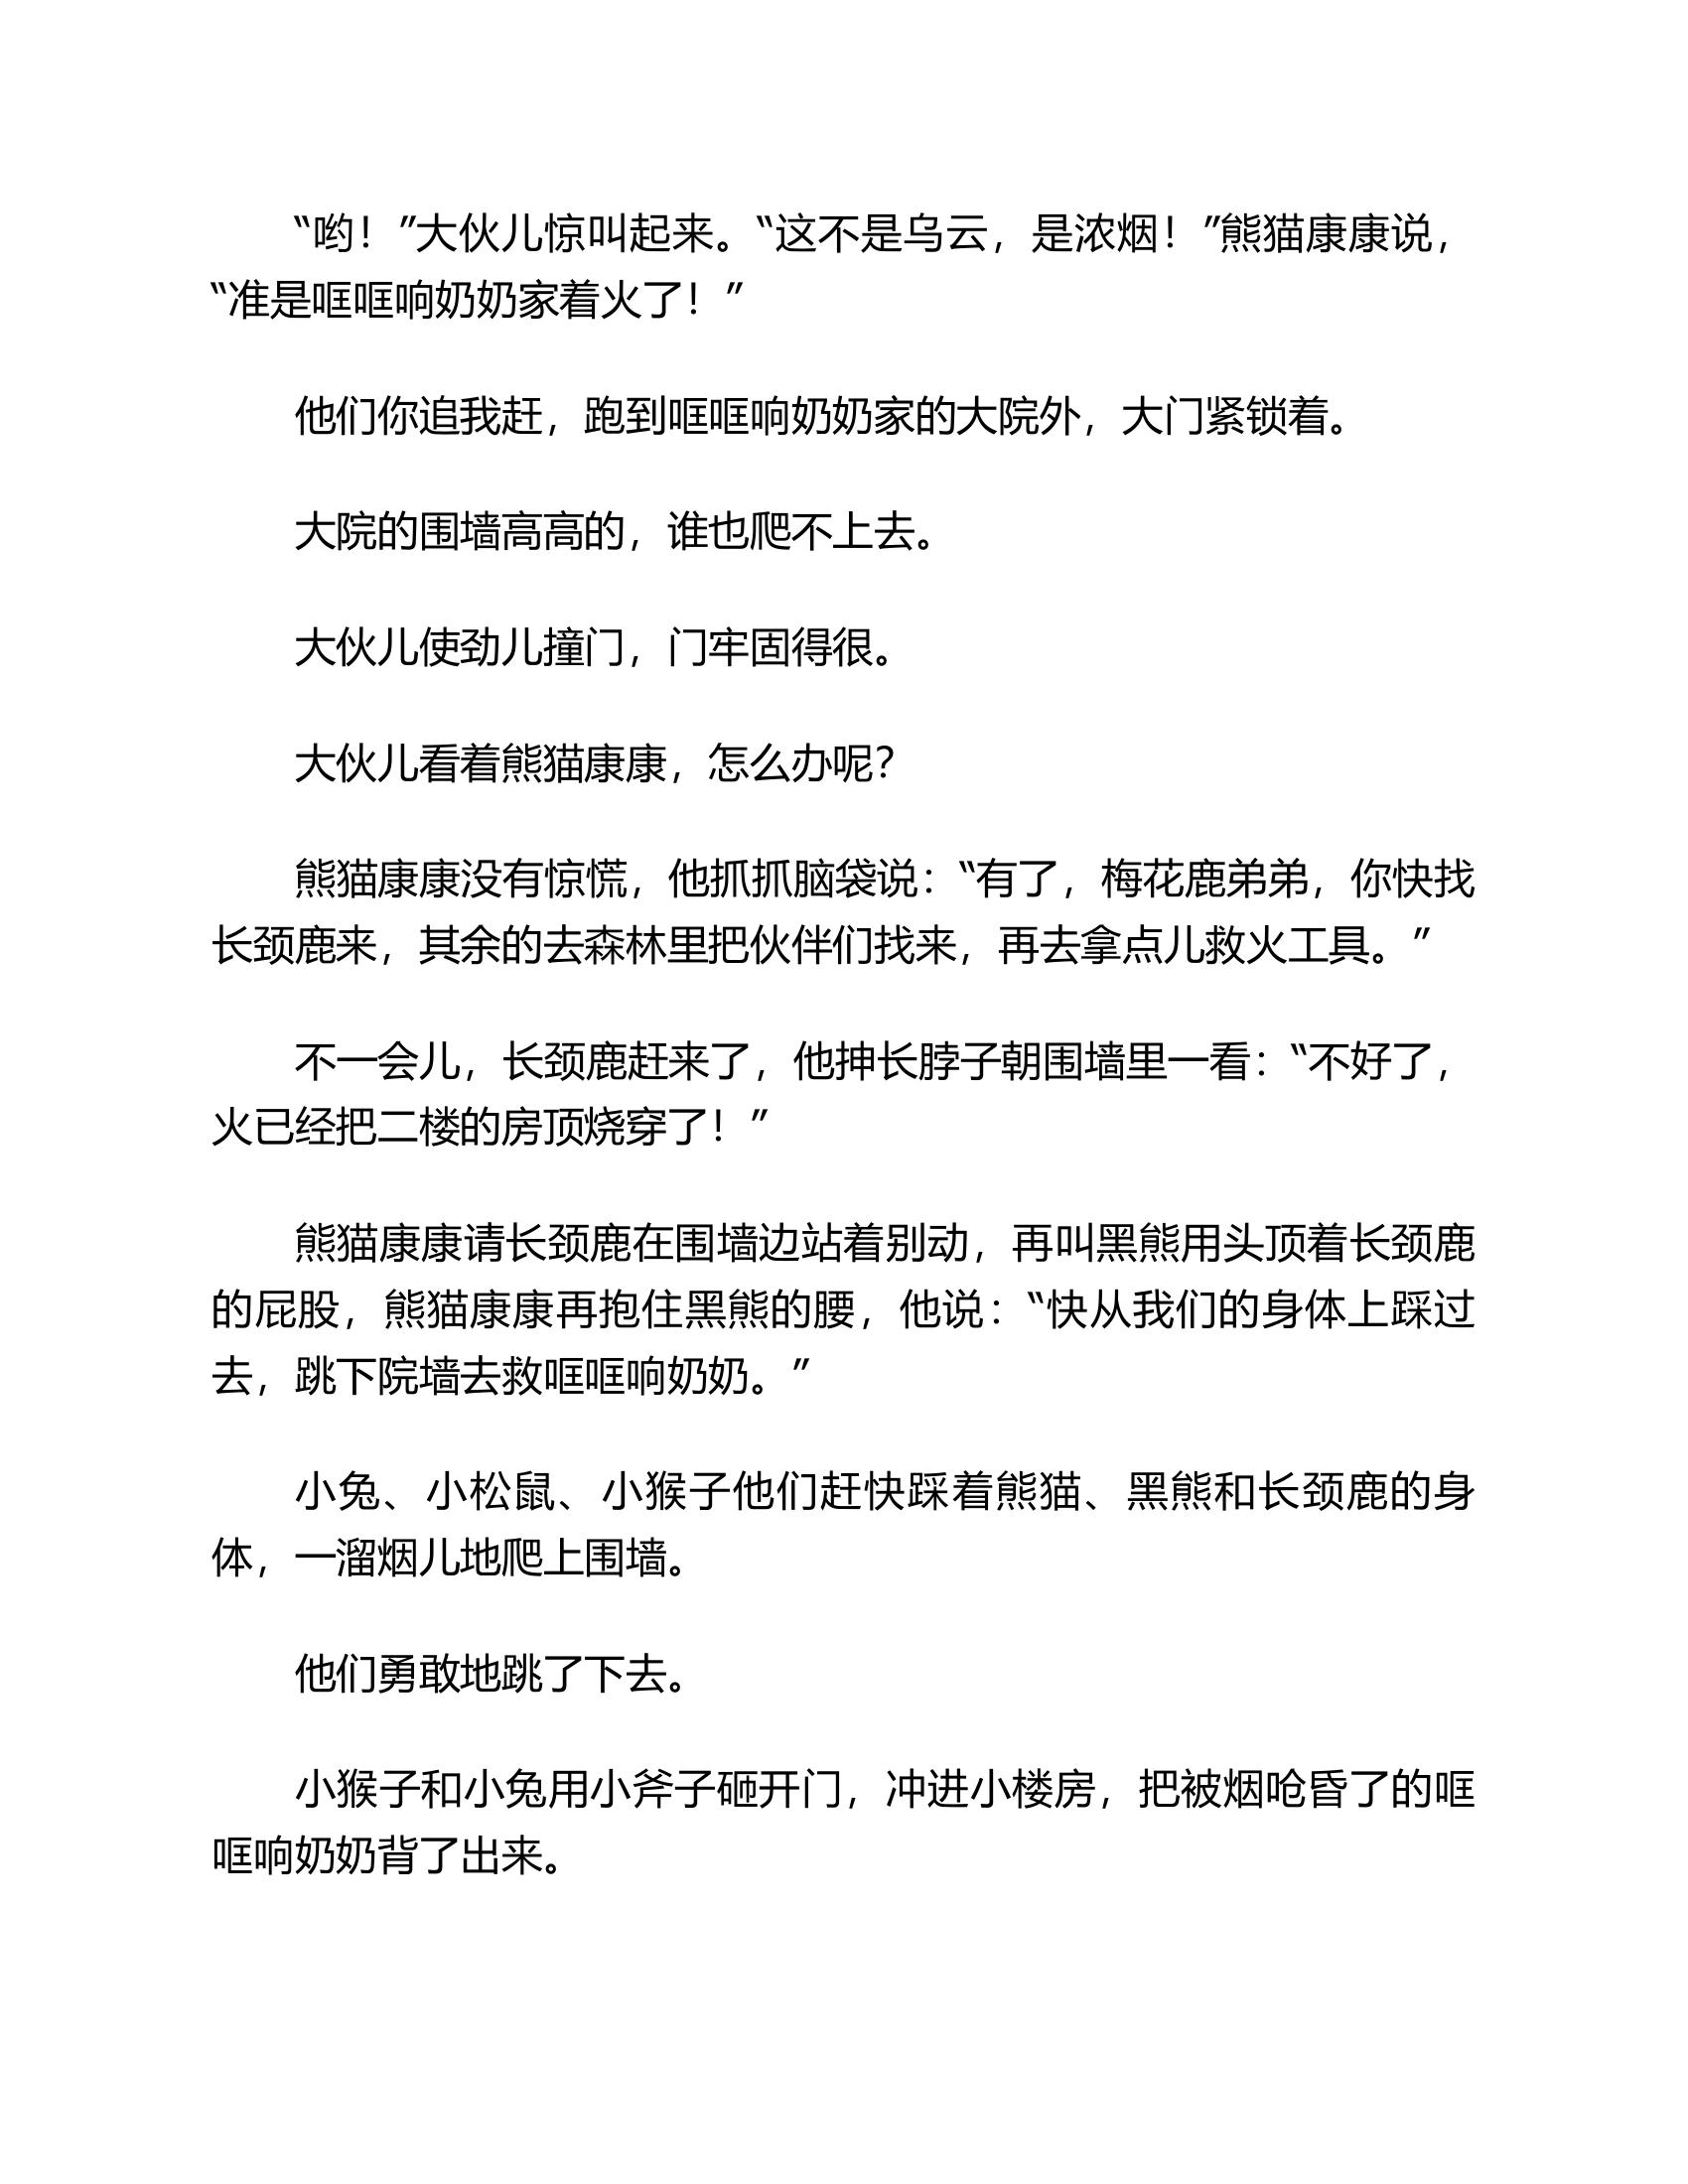 “哟！”大伙儿惊叫起来。“这不是乌云，是浓烟！”熊猫康康说，
“准是哐哐响奶奶家着火了！”
他们你追我赶，跑到哐哐响奶奶家的大院外，大门紧锁着。
大院的围墙高高的，谁也爬不上去。
大伙儿使劲儿撞门，门牢固得很。
大伙儿看着熊猫康康，怎么办呢？
熊猫康康没有惊慌，他抓抓脑袋说：“有了，梅花鹿弟弟，你快找
长颈鹿来，其余的去森林里把伙伴们找来，再去拿点儿救火工具。”
不一会儿，长颈鹿赶来了，他抻长脖子朝围墙里一看：“不好了，
火已经把二楼的房顶烧穿了！”
熊猫康康请长颈鹿在围墙边站着别动，再叫黑熊用头顶着长颈鹿
的屁股，熊猫康康再抱住黑熊的腰，他说：“快从我们的身体上踩过
去，跳下院墙去救哐哐响奶奶。”
小兔、小松鼠、小猴子他们赶快踩着熊猫、黑熊和长颈鹿的身
体，一溜烟儿地爬上围墙。
他们勇敢地跳了下去。
小猴子和小兔用小斧子砸开门，冲进小楼房，把被烟呛昏了的哐
哐响奶奶背了出来。